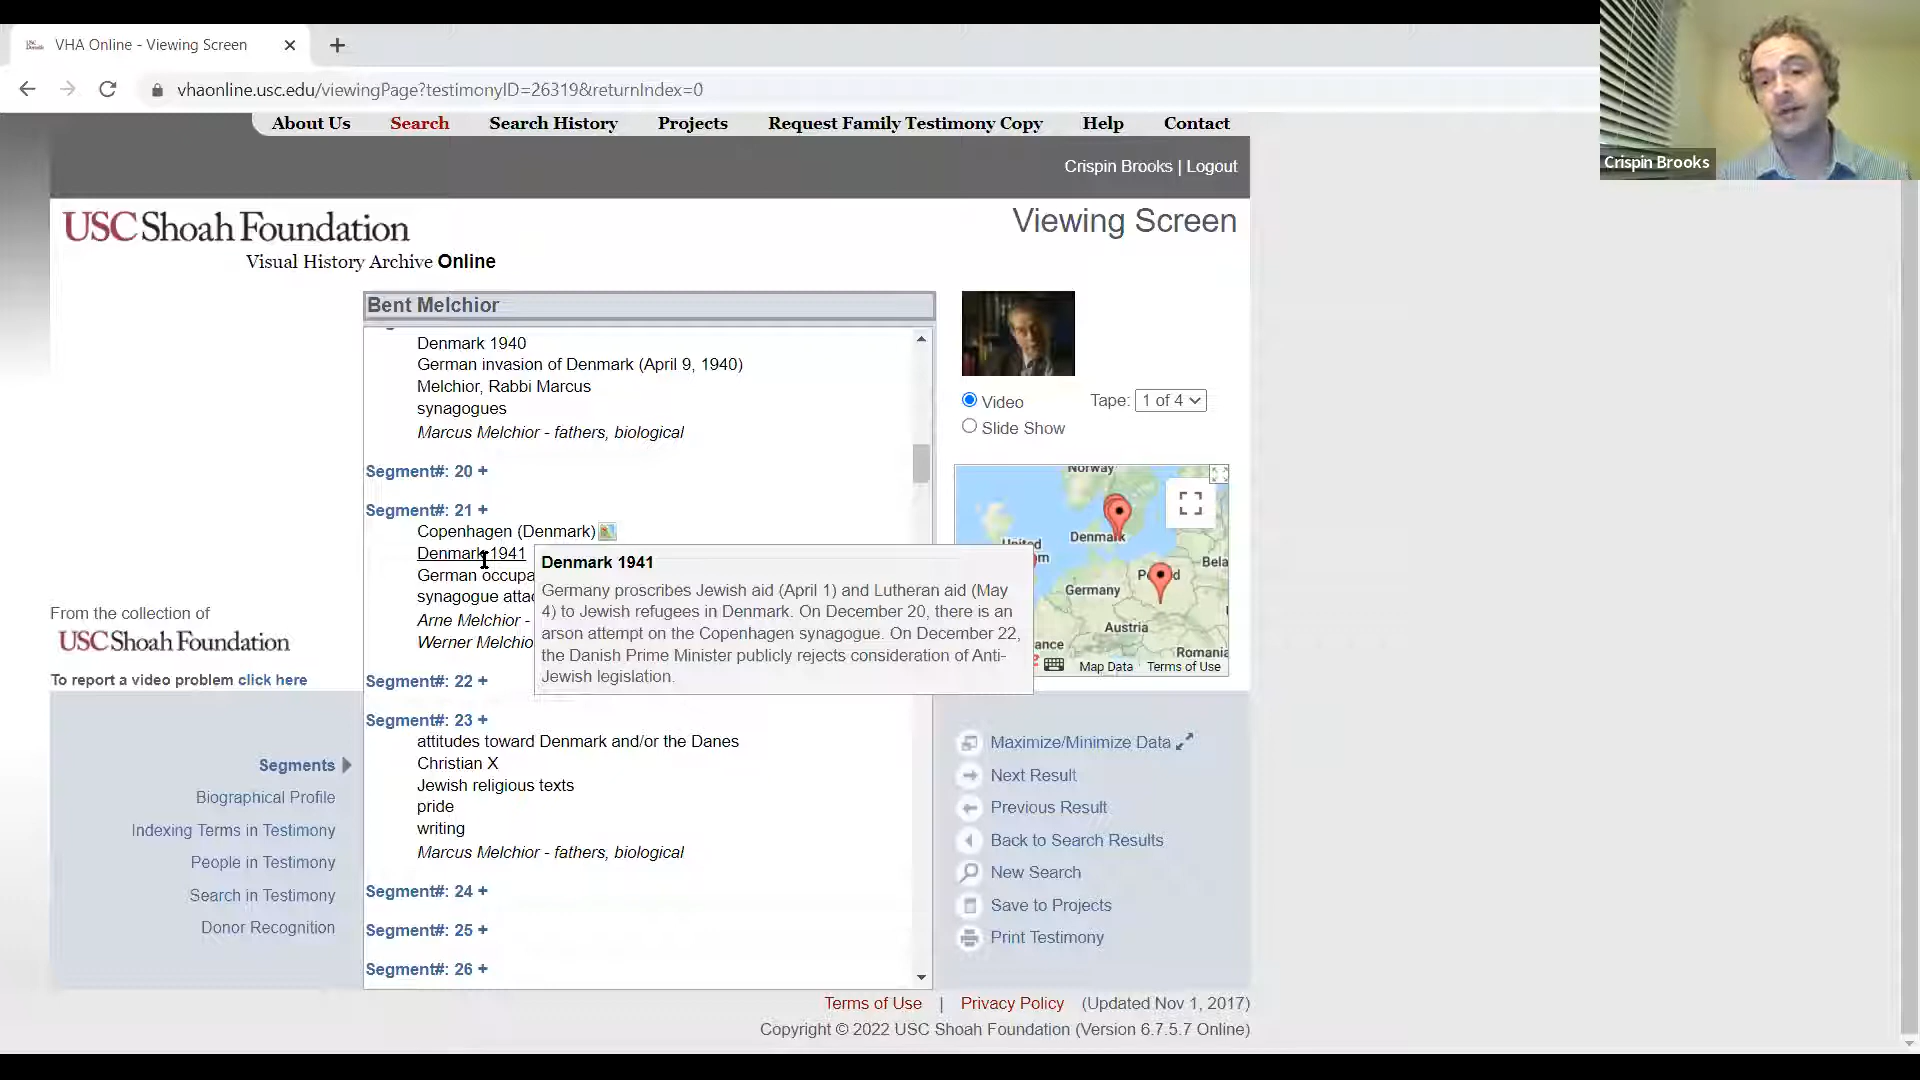 VHA Online - Viewing Screen
vhaonline.usc.edu/viewingPage?testimonyID=26319&returnIndex=0
About Us Search Search History Projects Request Family Testimony Copy Help Contact
Crispin Brooks | Logout
Crispin Brooks
USC Shoah Foundation
Visual History Archive Online
Viewing Screen
Bent Melchior
Denmark 1940
German invasion of Denmark (April 9, 1940)
Melchior, Rabbi Marcus
synagogues
Marcus Melchior - fathers, biological
Segment#: 20 +
Segment#: 21 +
Copenhagen (Denmark)
Denmark 1941
German occupa
synagogue atta
Arne Melchior -
Werner Melchio
Denmark 1941
Germany proscribes Jewish aid (April 1) and Lutheran aid (May
4) to Jewish refugees in Denmark. On December 20, there is an
arson attempt on the Copenhagen synagogue. On December 22,
the Danish Prime Minister publicly rejects consideration of Anti-
Jewish legislation.
Segment#: 22 +
Segment#: 23 +
attitudes toward Denmark and/or the Danes
Christian X
Jewish religious texts
pride
writing
Marcus Melchior - fathers, biological
Segment#: 24 +
Segment#: 25 +
Segment#: 26 +
Video
Tape: 1 of 4
Slide Show
Norway
Denmark
United
Germany
Bela
Austria
ance
Romania
Map Data Terms of Use
From the collection of
USC Shoah Foundation
To report a video problem click here
Segments
Biographical Profile
Indexing Terms in Testimony
People in Testimony
Search in Testimony
Donor Recognition
Maximize/Minimize Data
Next Result
Previous Result
Back to Search Results
New Search
Save to Projects
Print Testimony
Terms of Use | Privacy Policy (Updated Nov 1, 2017)
Copyright © 2022 USC Shoah Foundation (Version 6.7.5.7 Online)